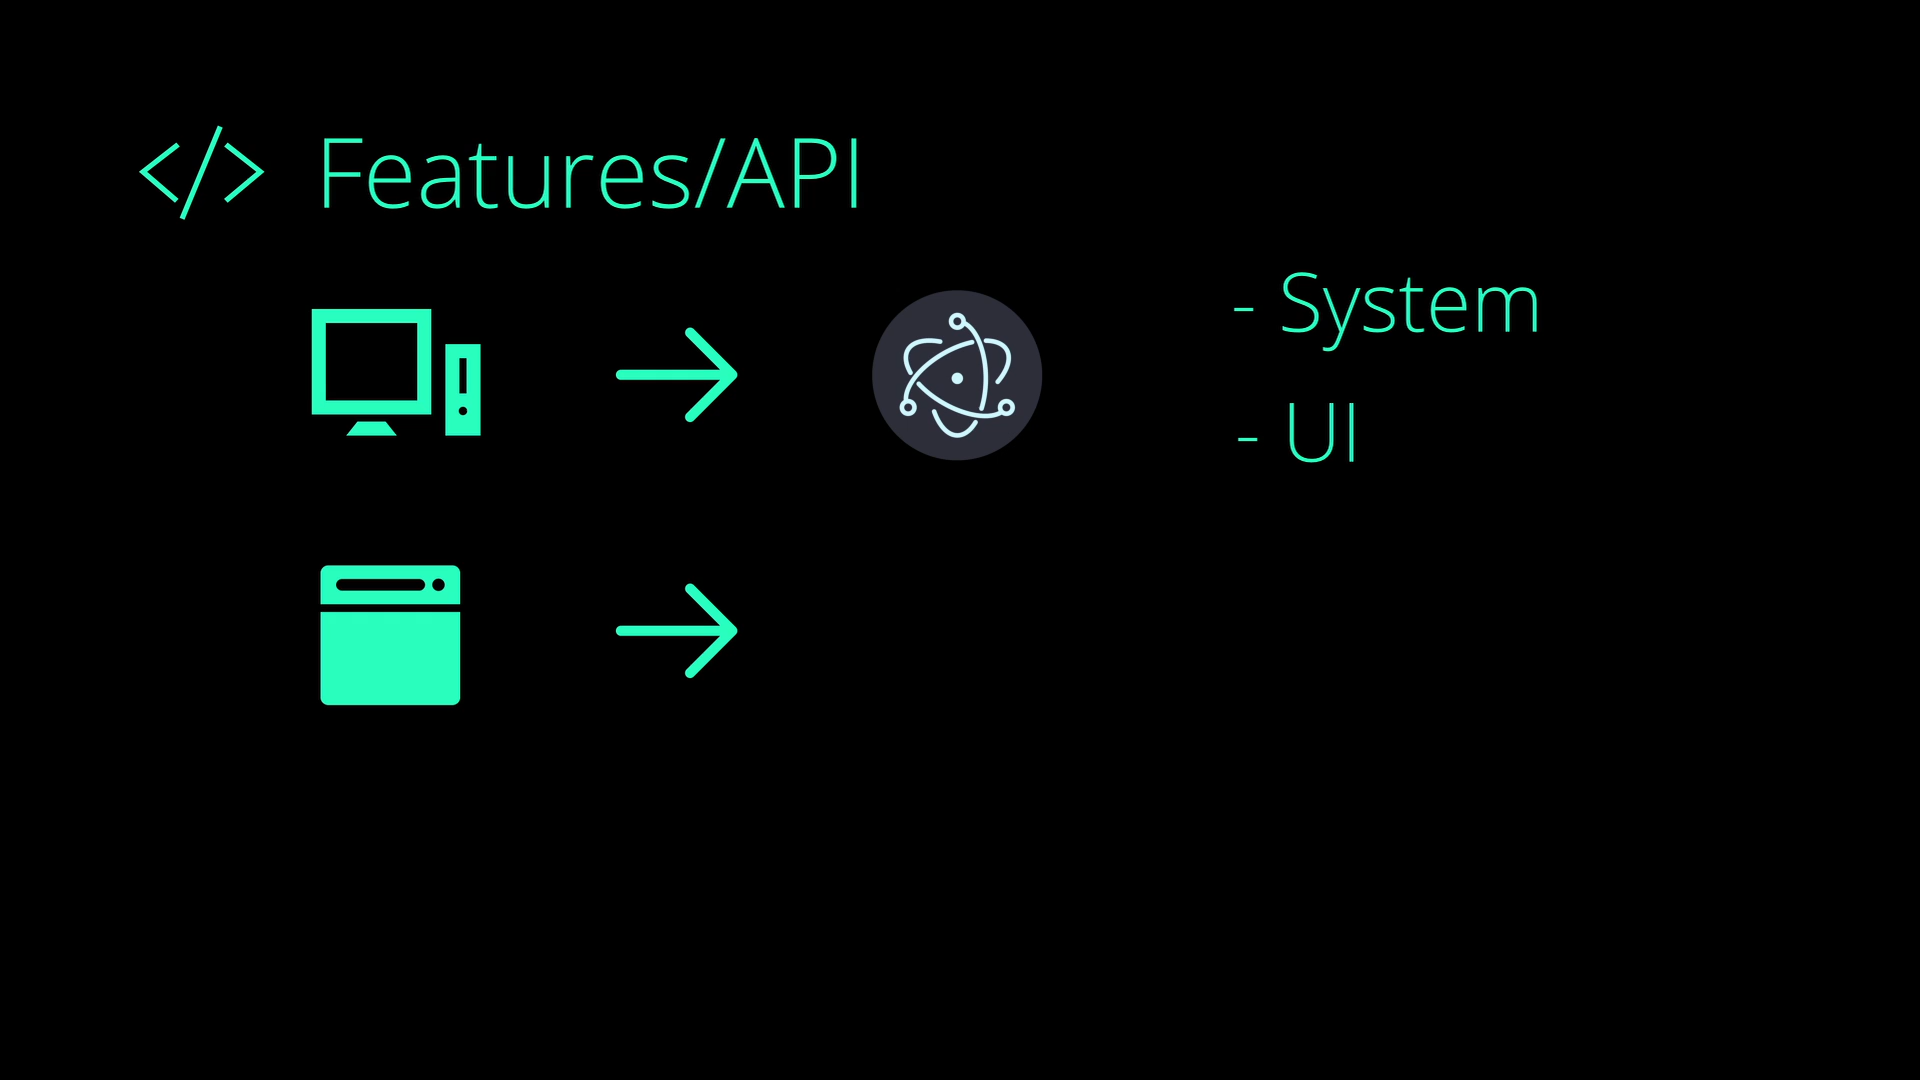 </> Features/API
- System
- UI